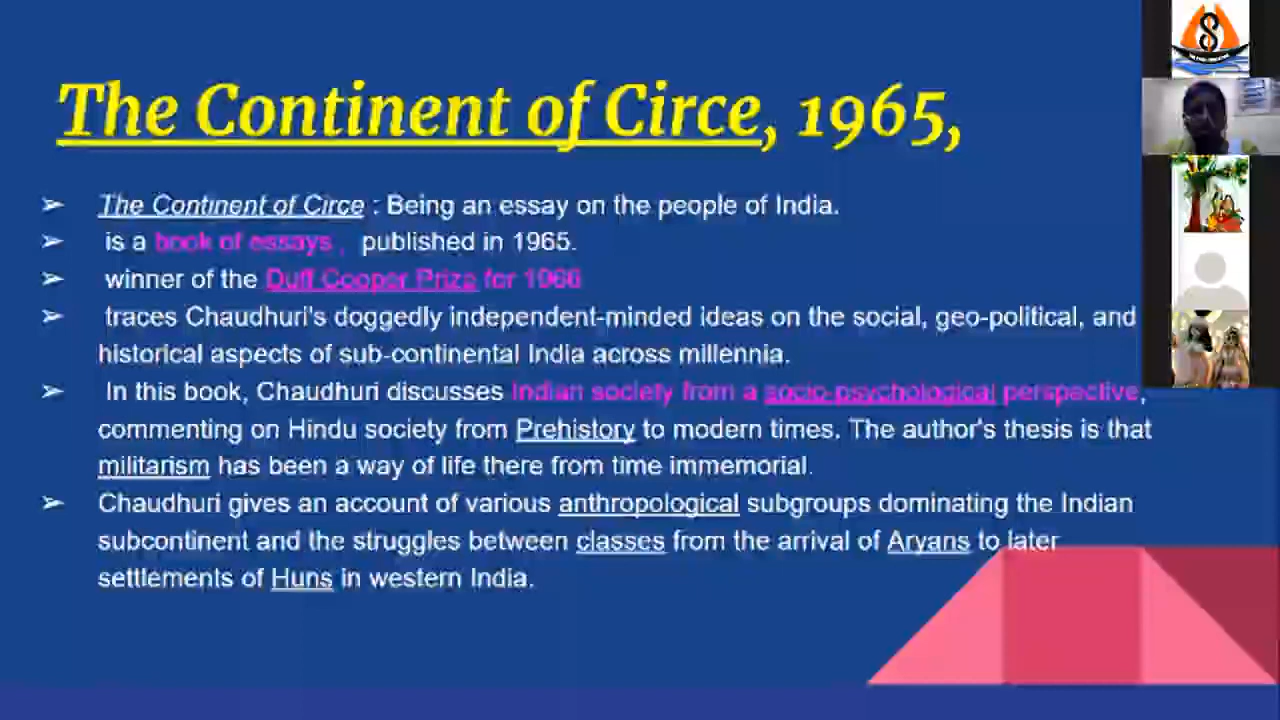 The Continent of Circe, 1965,
➢ The Continent of Circe : Being an essay on the people of India.
➢ is a book of essays , published in 1965.
➢ winner of the Duff Cooper Prize for 1966
➢ traces Chaudhuri's doggedly independent-minded ideas on the social, geo-political, and
historical aspects of sub-continental India across millennia.
➢ In this book, Chaudhuri discusses Indian society from a socio-psychological perspective,
commenting on Hindu society from Prehistory to modern times. The author's thesis is that
militarism has been a way of life there from time immemorial.
➢ Chaudhuri gives an account of various anthropological subgroups dominating the Indian
subcontinent and the struggles between classes from the arrival of Aryans to later
settlements of Huns in western India.